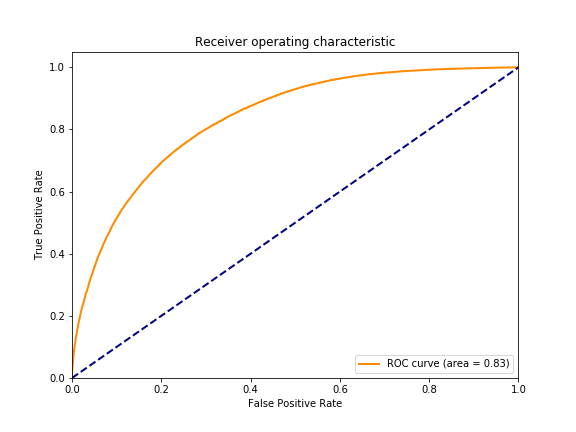 Receiver operating characteristic
True Positive Rate
1.0
0.8
0.6
0.4
0.2
0.0
0.0 0.2 0.4 0.6 0.8 1.0
False Positive Rate
ROC curve (area = 0.83)